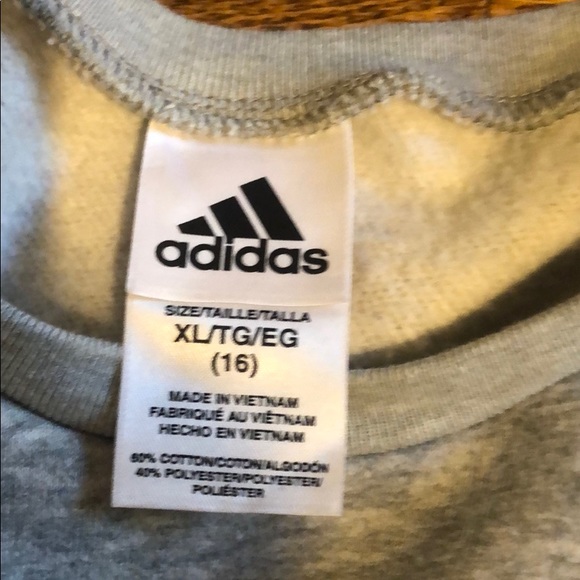 adidas
SIZE/TAILLE/TALLA
XL/TG/EG
(16)
MADE IN VIETNAM
FABRIQUÉ AU VIÊTNAM
HECHO EN VIETNAM
60% COTTON/COTON/ALGODÓN
40% POLYESTER/POLYESTER/
POLIÉSTER